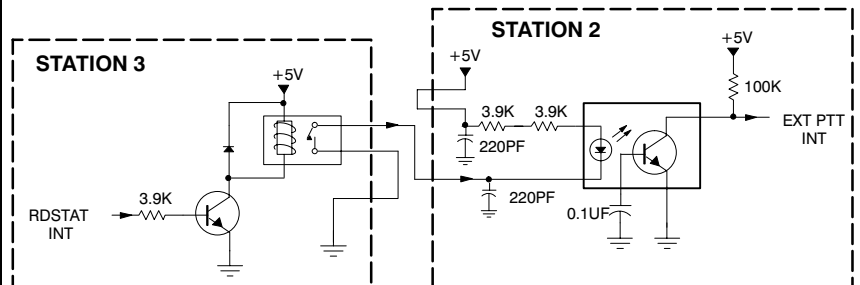 STATION 3
+5V
3.9K
RDSTAT
INT
STATION 2
+5V
3.9K
3.9K
220PF
220PF
0.1UF
+5V
100K
EXT PTT
INT